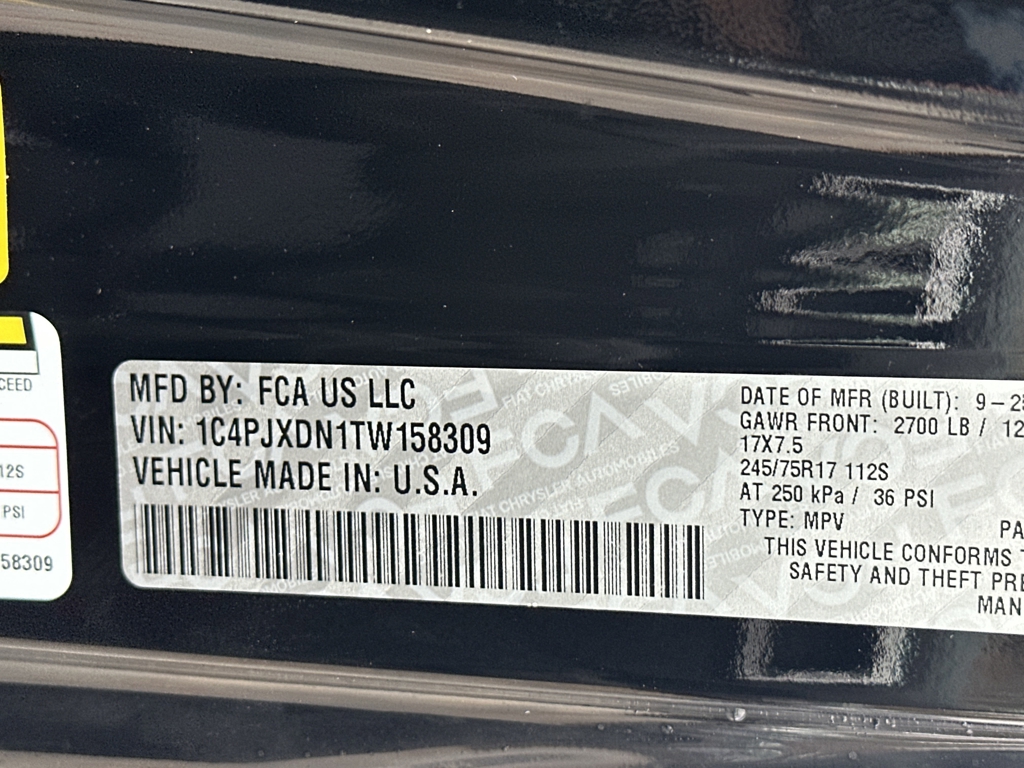 MFD BY: FCA US LLC
VIN: 1C4PJXDN1TW158309
VEHICLE MADE IN: U.S.A.
DATE OF MFR (BUILT): 9-25
GAWR FRONT: 2700 LB / 12
17X7.5
245/75R17 112S
AT 250 kPa / 36 PSI
TYPE: MPV
PA
THIS VEHICLE CONFORMS T
SAFETY AND THEFT PRE
MAN
CEED
12S
PSI
58309